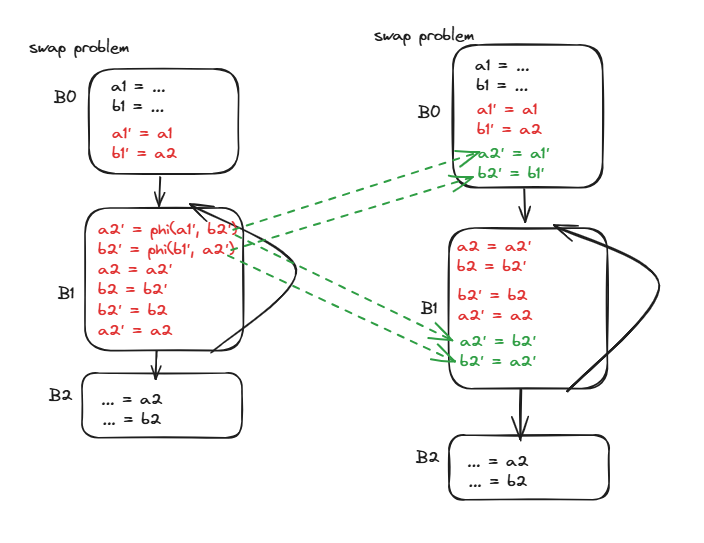 swap problem
B0
a1 = ...
b1 = ...
a1' = a1
b1' = a2
B1
a2' = phi(a1', b2')
b2' = phi(b1', a2')
a2 = a2'
b2 = b2'
b2' = b2
a2' = a2
B2
... = a2
... = b2
swap problem
B0
a1 = ...
b1 = ...
a1' = a1
b1' = a2
a2' = a1'
b2' = b1'
B1
a2 = a2'
b2 = b2'
b2' = b2
a2' = a2
a2' = b2'
b2' = a2'
B2
... = a2
... = b2